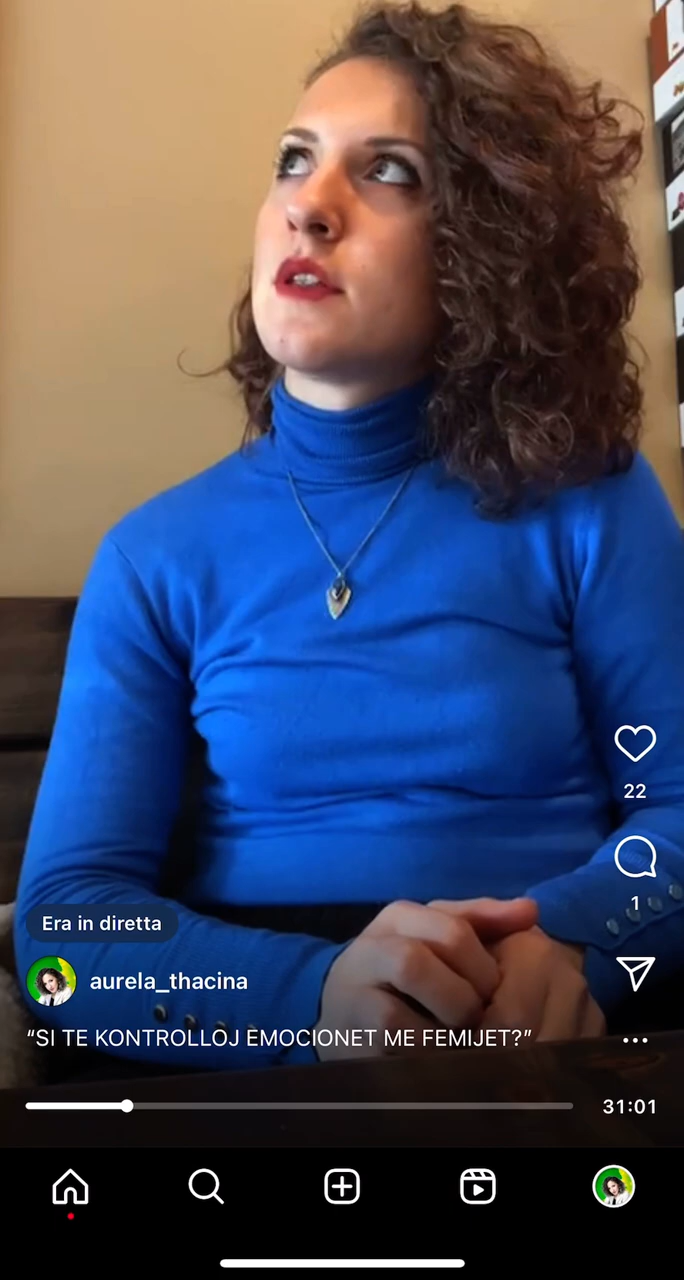 22
1
Era in diretta
aurela_thacina
“SI TE KONTROLLOJ EMOCIONET ME FEMIJET?”
31:01